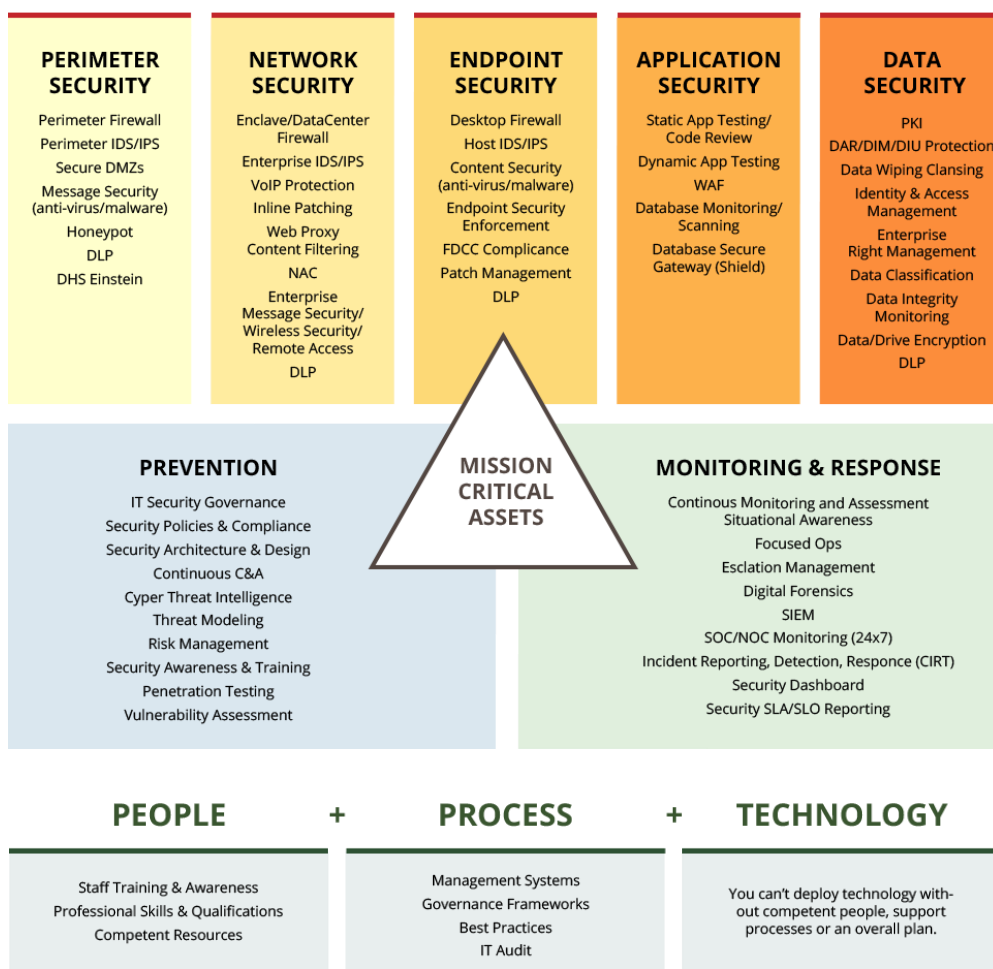 PERIMETER
SECURITY
Perimeter Firewall
Perimeter IDS/IPS
Secure DMZs
Message Security
(anti-virus/malware)
Honeypot
DLP
DHS Einstein
NETWORK
SECURITY
Enclave/DataCenter
Firewall
Enterprise IDS/IPS
VoIP Protection
Inline Patching
Web Proxy
Content Filtering
NAC
Enterprise
Message Security/
Wireless Security/
Remote Access
DLP
ENDPOINT
SECURITY
Desktop Firewall
Host IDS/IPS
Content Security
(anti-virus/malware)
Endpoint Security
Enforcement
FDCC Complicance
Patch Management
DLP
APPLICATION
SECURITY
Static App Testing/
Code Review
Dynamic App Testing
WAF
Database Monitoring/
Scanning
Database Secure
Gateway (Shield)
DATA
SECURITY
PKI
DAR/DIM/DIU Protection
Data Wiping Clansing
Identity & Access
Management
Enterprise
Right Management
Data Classification
Data Integrity
Monitoring
Data/Drive Encryption
DLP
PREVENTION
IT Security Governance
Security Policies & Compliance
Security Architecture & Design
Continuous C&A
Cyper Threat Intelligence
Threat Modeling
Risk Management
Security Awareness & Training
Penetration Testing
Vulnerability Assessment
MISSION
CRITICAL
ASSETS
MONITORING & RESPONSE
Continous Monitoring and Assessment
Situational Awareness
Focused Ops
Esclation Management
Digital Forensics
SIEM
SOC/NOC Monitoring (24x7)
Incident Reporting, Detection, Responce (CIRT)
Security Dashboard
Security SLA/SLO Reporting
PEOPLE + PROCESS + TECHNOLOGY
Staff Training & Awareness
Professional Skills & Qualifications
Competent Resources
Management Systems
Governance Frameworks
Best Practices
IT Audit
You can't deploy technology with-
out competent people, support
processes or an overall plan.